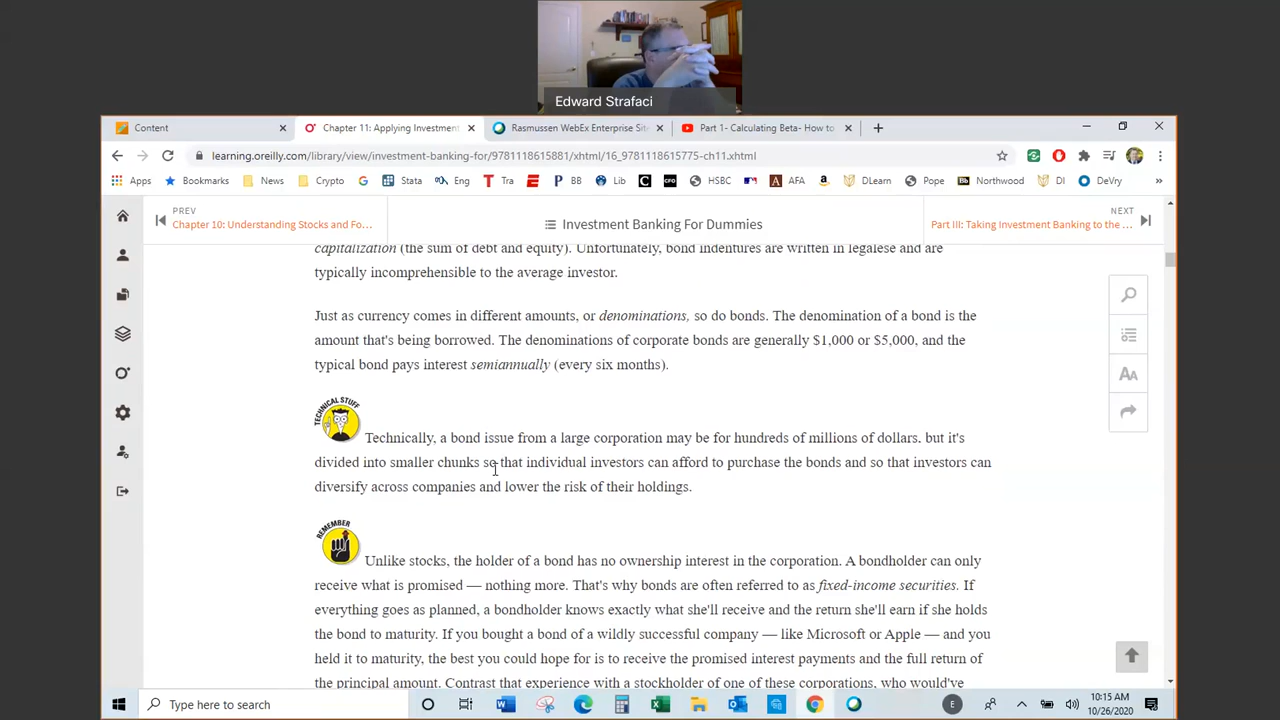 Edward Strafaci
Content
Chapter 11: Applying Investment
Rasmussen WebEx Enterprise Site
Part 1- Calculating Beta- How to
learning.oreilly.com/library/view/investment-banking-for/9781118615881/xhtml/16_9781118615775-ch11.xhtml
Apps Bookmarks News Crypto Stata Eng Tra BB Lib CFO HSBC AFA DLearn Pope Northwood DI DeVry »
PREV
Chapter 10: Understanding Stocks and Fo...
Investment Banking For Dummies
NEXT
Part III: Taking Investment Banking to the ...
capitalization (the sum of debt and equity). Unfortunately, bond indentures are written in legalese and are
typically incomprehensible to the average investor.
Just as currency comes in different amounts, or denominations, so do bonds. The denomination of a bond is the
amount that's being borrowed. The denominations of corporate bonds are generally $1,000 or $5,000, and the
typical bond pays interest semiannually (every six months).
TECHNICAL STUFF
Technically, a bond issue from a large corporation may be for hundreds of millions of dollars, but it's
divided into smaller chunks so that individual investors can afford to purchase the bonds and so that investors can
diversify across companies and lower the risk of their holdings.
REMEMBER
Unlike stocks, the holder of a bond has no ownership interest in the corporation. A bondholder can only
receive what is promised — nothing more. That's why bonds are often referred to as fixed-income securities. If
everything goes as planned, a bondholder knows exactly what she'll receive and the return she'll earn if she holds
the bond to maturity. If you bought a bond of a wildly successful company — like Microsoft or Apple — and you
held it to maturity, the best you could hope for is to receive the promised interest payments and the full return of
the principal amount. Contrast that experience with a stockholder of one of these corporations, who would've
AA
Type here to search
E
10:15 AM
10/26/2020